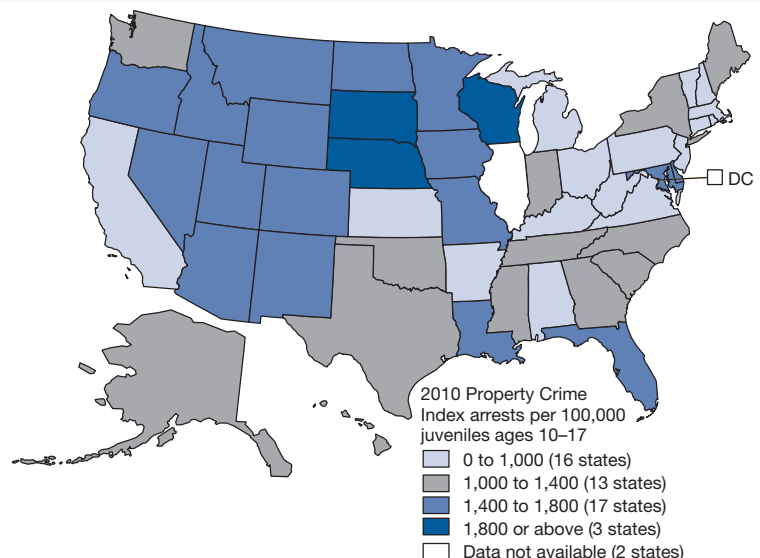 DC
2010 Property Crime
Index arrests per 100,000
juveniles ages 10–17
0 to 1,000 (16 states)
1,000 to 1,400 (13 states)
1,400 to 1,800 (17 states)
1,800 or above (3 states)
Data not available (2 states)